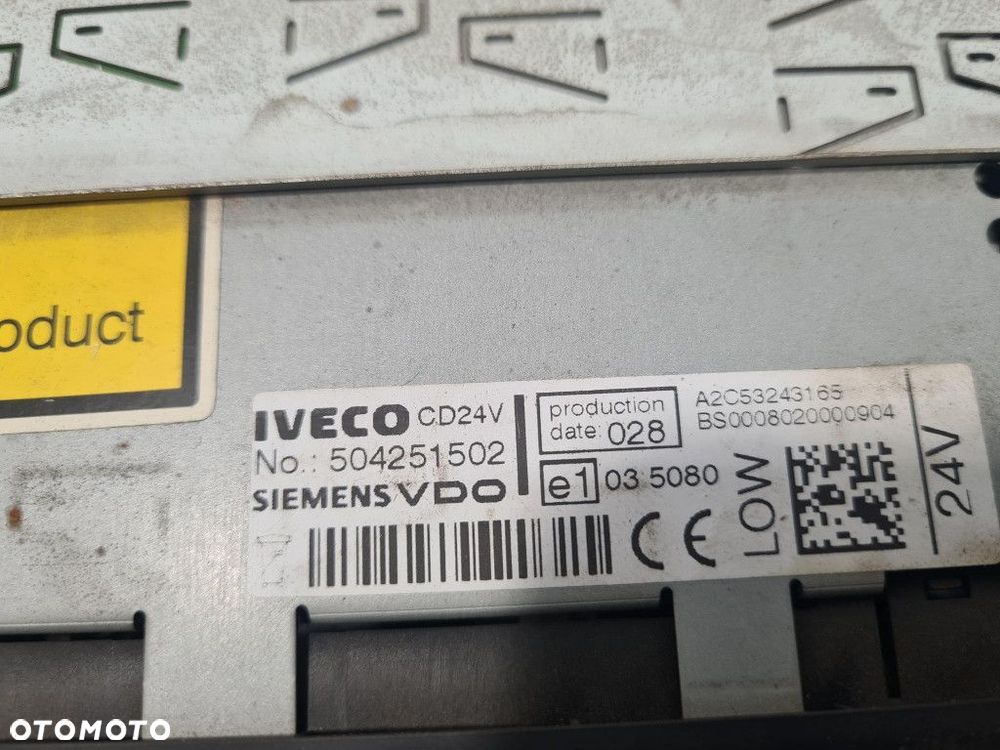 oduct
IVECO CD24V
No.: 504251502
SIEMENS VDO
production
date: 028
e1 03 5080
A2C53243165
BS0008020000904
CE
LOW
24V
OTOMOTO